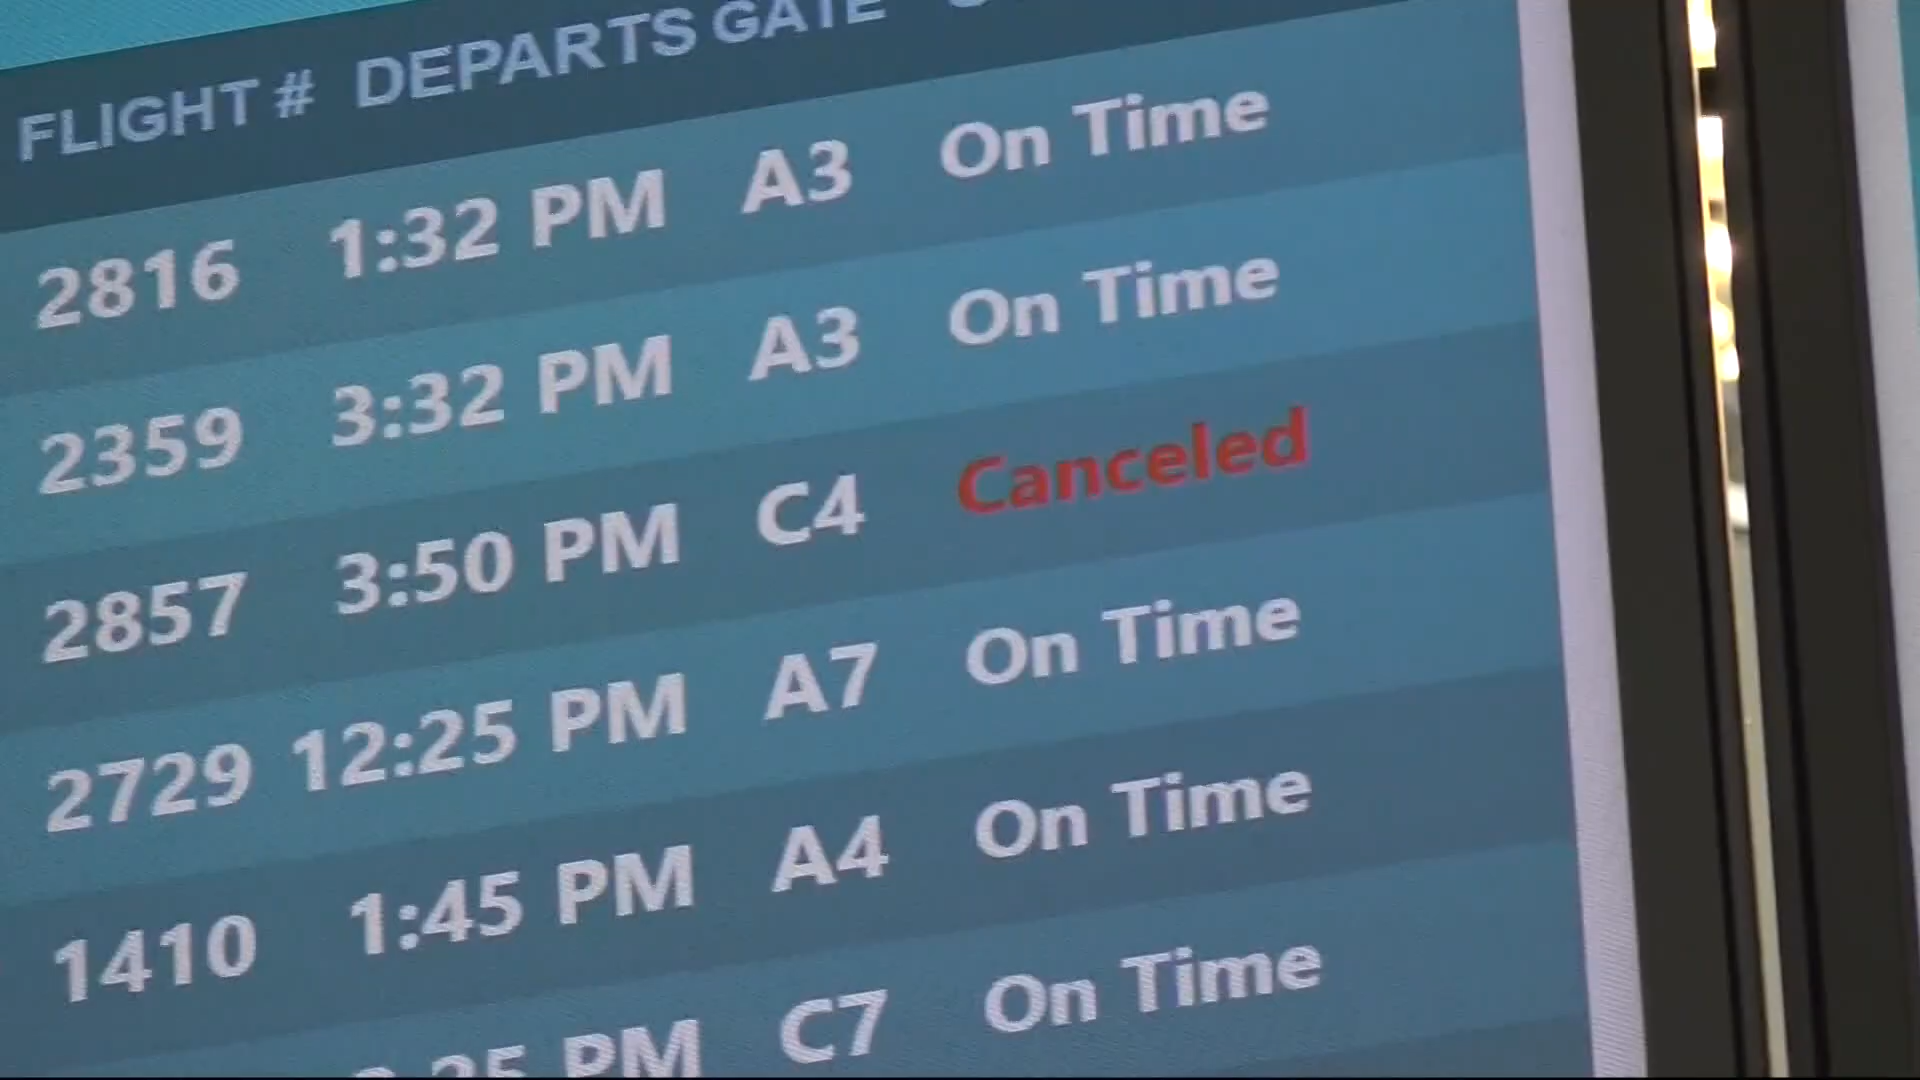 FLIGHT # DEPARTS GATE
2816 1:32 PM A3 On Time
2359 3:32 PM A3 On Time
2857 3:50 PM C4 Canceled
2729 12:25 PM A7 On Time
1410 1:45 PM A4 On Time
PM C7 On Time